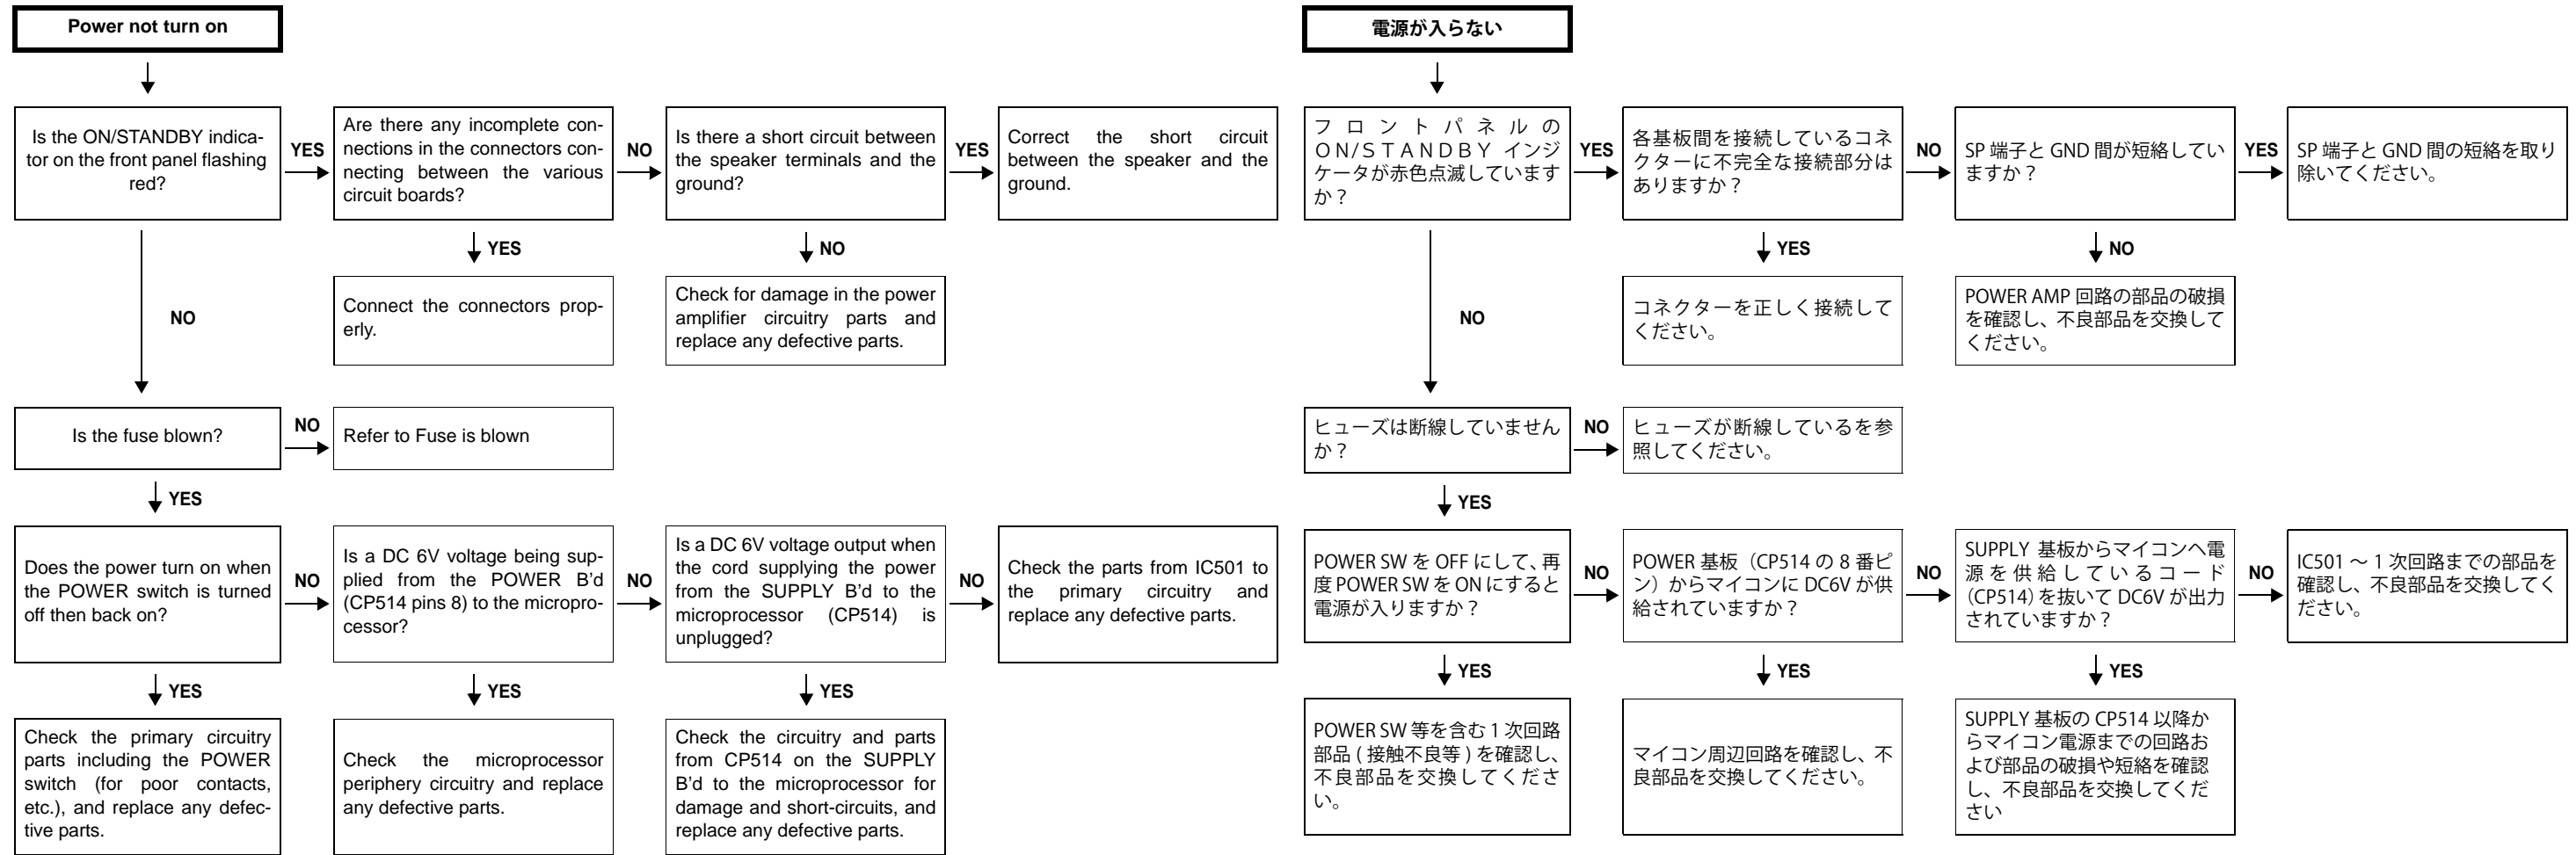 Power not turn on
Is the ON/STANDBY indica-
tor on the front panel flashing
red?
YES
Are there any incomplete con-
nections in the connectors con-
necting between the various
circuit boards?
NO
Is there a short circuit between
the speaker terminals and the
ground?
YES
Correct the short circuit
between the speaker and the
ground.
YES
NO
NO
Connect the connectors prop-
erly.
Check for damage in the power
amplifier circuitry parts and
replace any defective parts.
Is the fuse blown?
NO
Refer to Fuse is blown
YES
Does the power turn on when
the POWER switch is turned
off then back on?
NO
Is a DC 6V voltage being sup-
plied from the POWER B’d
(CP514 pins 8) to the micropro-
cessor?
NO
Is a DC 6V voltage output when
the cord supplying the power
from the SUPPLY B’d to the
microprocessor (CP514) is
unplugged?
NO
Check the parts from IC501 to
the primary circuitry and
replace any defective parts.
YES
YES
YES
Check the primary circuitry
parts including the POWER
switch (for poor contacts,
etc.), and replace any defec-
tive parts.
Check the microprocessor
periphery circuitry and replace
any defective parts.
Check the circuitry and parts
from CP514 on the SUPPLY
B’d to the microprocessor for
damage and short-circuits, and
replace any defective parts.
電源が入らない
フロントパネルの
ON/STANDBY インジ
ケータが赤色点滅しています
か？
YES
各基板間を接続しているコネ
クターに不完全な接続部分は
ありますか？
NO
SP 端子と GND 間が短絡してい
ますか？
YES
SP 端子と GND 間の短絡を取り
除いてください。
YES
NO
NO
コネクターを正しく接続して
ください。
POWER AMP 回路の部品の破損
を確認し、不良部品を交換して
ください。
ヒューズは断線していません
か？
NO
ヒューズが断線しているを参
照してください。
YES
POWER SW を OFF にして、再
度 POWER SW を ON にすると
電源が入りますか？
NO
POWER 基板（CP514 の 8 番ピ
ン）からマイコンに DC6V が供
給されていますか？
NO
SUPPLY 基板からマイコンへ電
源を供給しているコード
（CP514）を抜いて DC6V が出力
されていますか？
NO
IC501 ～ 1 次回路までの部品を
確認し、不良部品を交換してく
ださい。
YES
YES
YES
POWER SW 等を含む 1 次回路
部品 ( 接触不良等 ) を確認し、
不良部品を交換してくださ
い。
マイコン周辺回路を確認し、不
良部品を交換してください。
SUPPLY 基板の CP514 以降か
らマイコン電源までの回路お
よび部品の破損や短絡を確認
し、不良部品を交換してくだ
さい